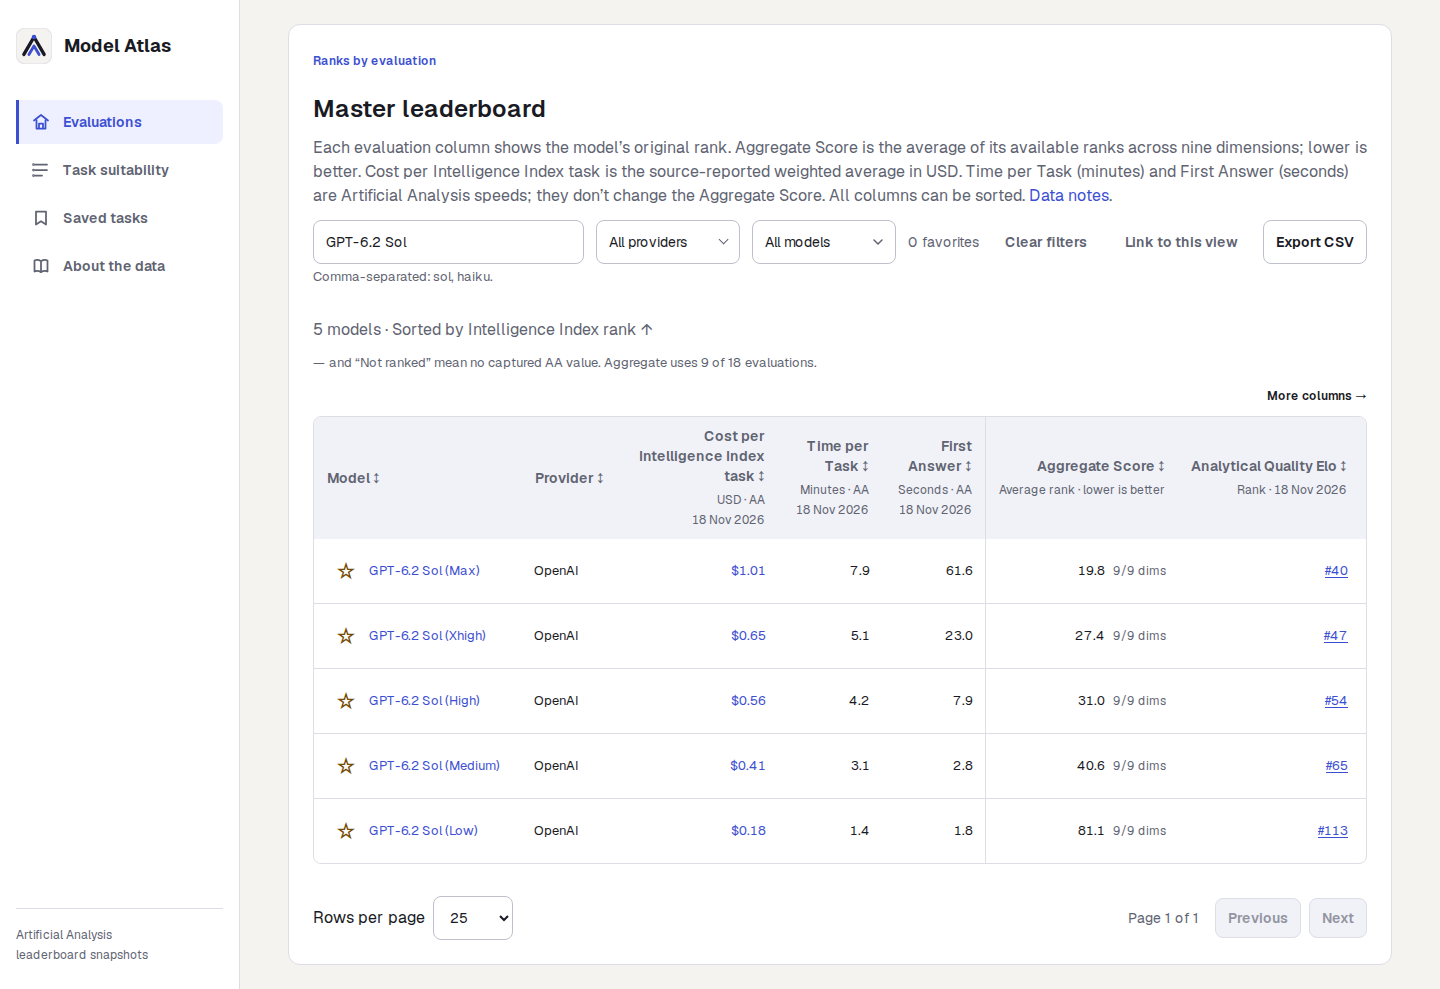 Model Atlas
Evaluations
Task suitability
Saved tasks
About the data
Artificial Analysis
leaderboard snapshots
Ranks by evaluation
Master leaderboard
Each evaluation column shows the model’s original rank. Aggregate Score is the average of its available ranks across nine dimensions; lower is
better. Cost per Intelligence Index task is the source-reported weighted average in USD. Time per Task (minutes) and First Answer (seconds)
are Artificial Analysis speeds; they don’t change the Aggregate Score. All columns can be sorted. Data notes.
GPT-6.2 Sol All providers All models 0 favorites Clear filters Link to this view Export CSV
Comma-separated: sol, haiku.
5 models · Sorted by Intelligence Index rank ↑
— and “Not ranked” mean no captured AA value. Aggregate uses 9 of 18 evaluations.
More columns →
Model ↕ Provider ↕ Cost per Intelligence Index task ↕ USD · AA 18 Nov 2026 Time per Task ↕ Minutes · AA 18 Nov 2026 First Answer ↕ Seconds · AA 18 Nov 2026 Aggregate Score ↕ Average rank · lower is better Analytical Quality Elo ↕ Rank · 18 Nov 2026
☆ GPT-6.2 Sol (Max) OpenAI $1.01 7.9 61.6 19.8 9/9 dims #40
☆ GPT-6.2 Sol (Xhigh) OpenAI $0.65 5.1 23.0 27.4 9/9 dims #47
☆ GPT-6.2 Sol (High) OpenAI $0.56 4.2 7.9 31.0 9/9 dims #54
☆ GPT-6.2 Sol (Medium) OpenAI $0.41 3.1 2.8 40.6 9/9 dims #65
☆ GPT-6.2 Sol (Low) OpenAI $0.18 1.4 1.8 81.1 9/9 dims #113
Rows per page 25 Page 1 of 1 Previous Next